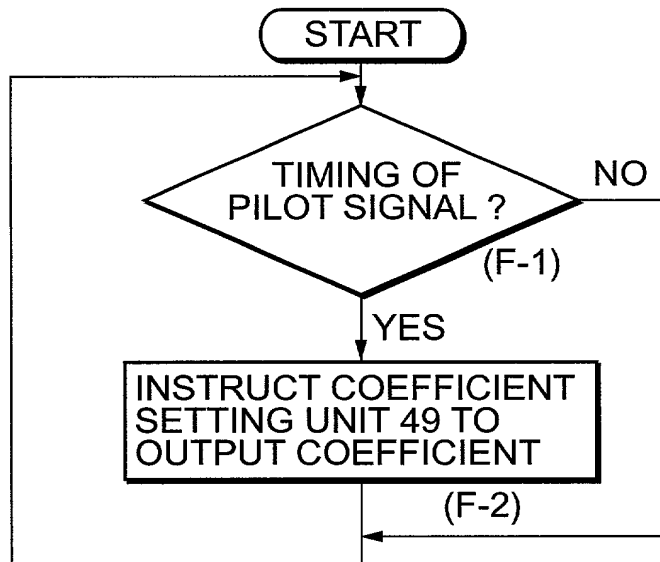 START
TIMING OF
PILOT SIGNAL ?
NO
(F-1)
YES
INSTRUCT COEFFICIENT
SETTING UNIT 49 TO
OUTPUT COEFFICIENT
(F-2)